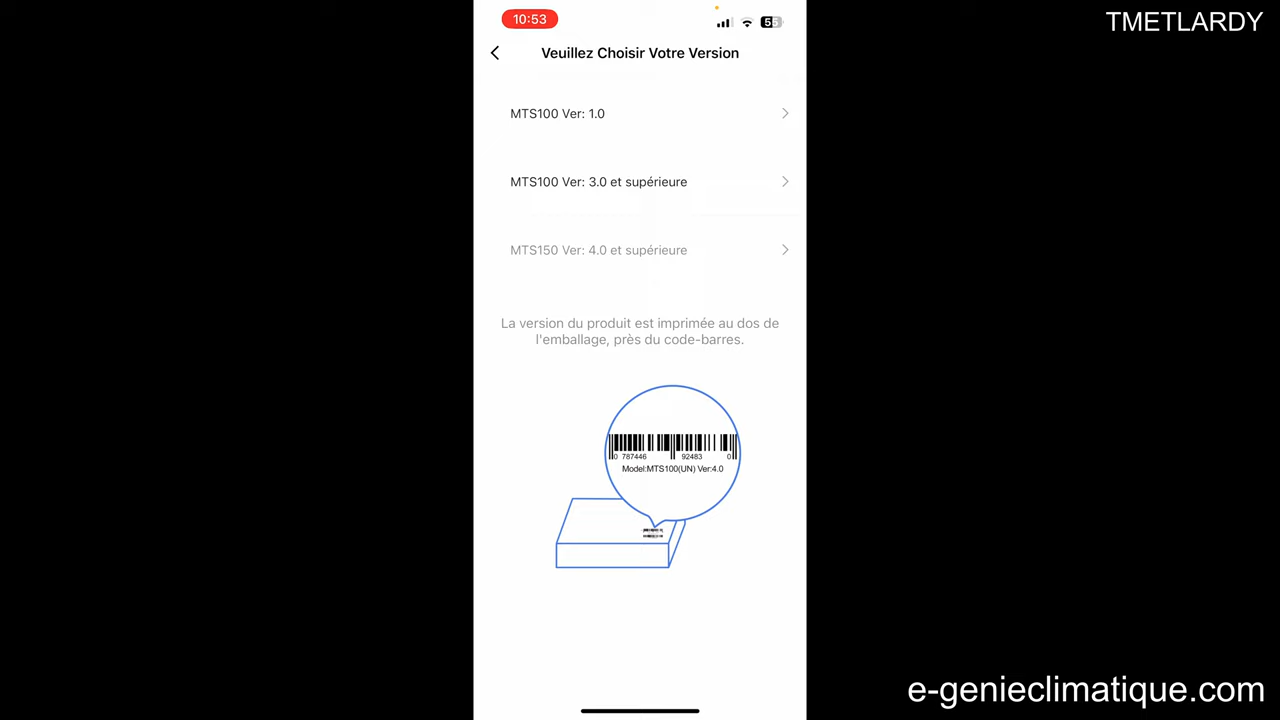 TMETLARDY
10:53
55
Veuillez Choisir Votre Version
MTS100 Ver: 1.0
MTS100 Ver: 3.0 et supérieure
MTS150 Ver: 4.0 et supérieure
La version du produit est imprimée au dos de
l'emballage, près du code-barres.
0 787446 92483 0
Model:MTS100(UN) Ver:4.0
e-genieclimatique.com